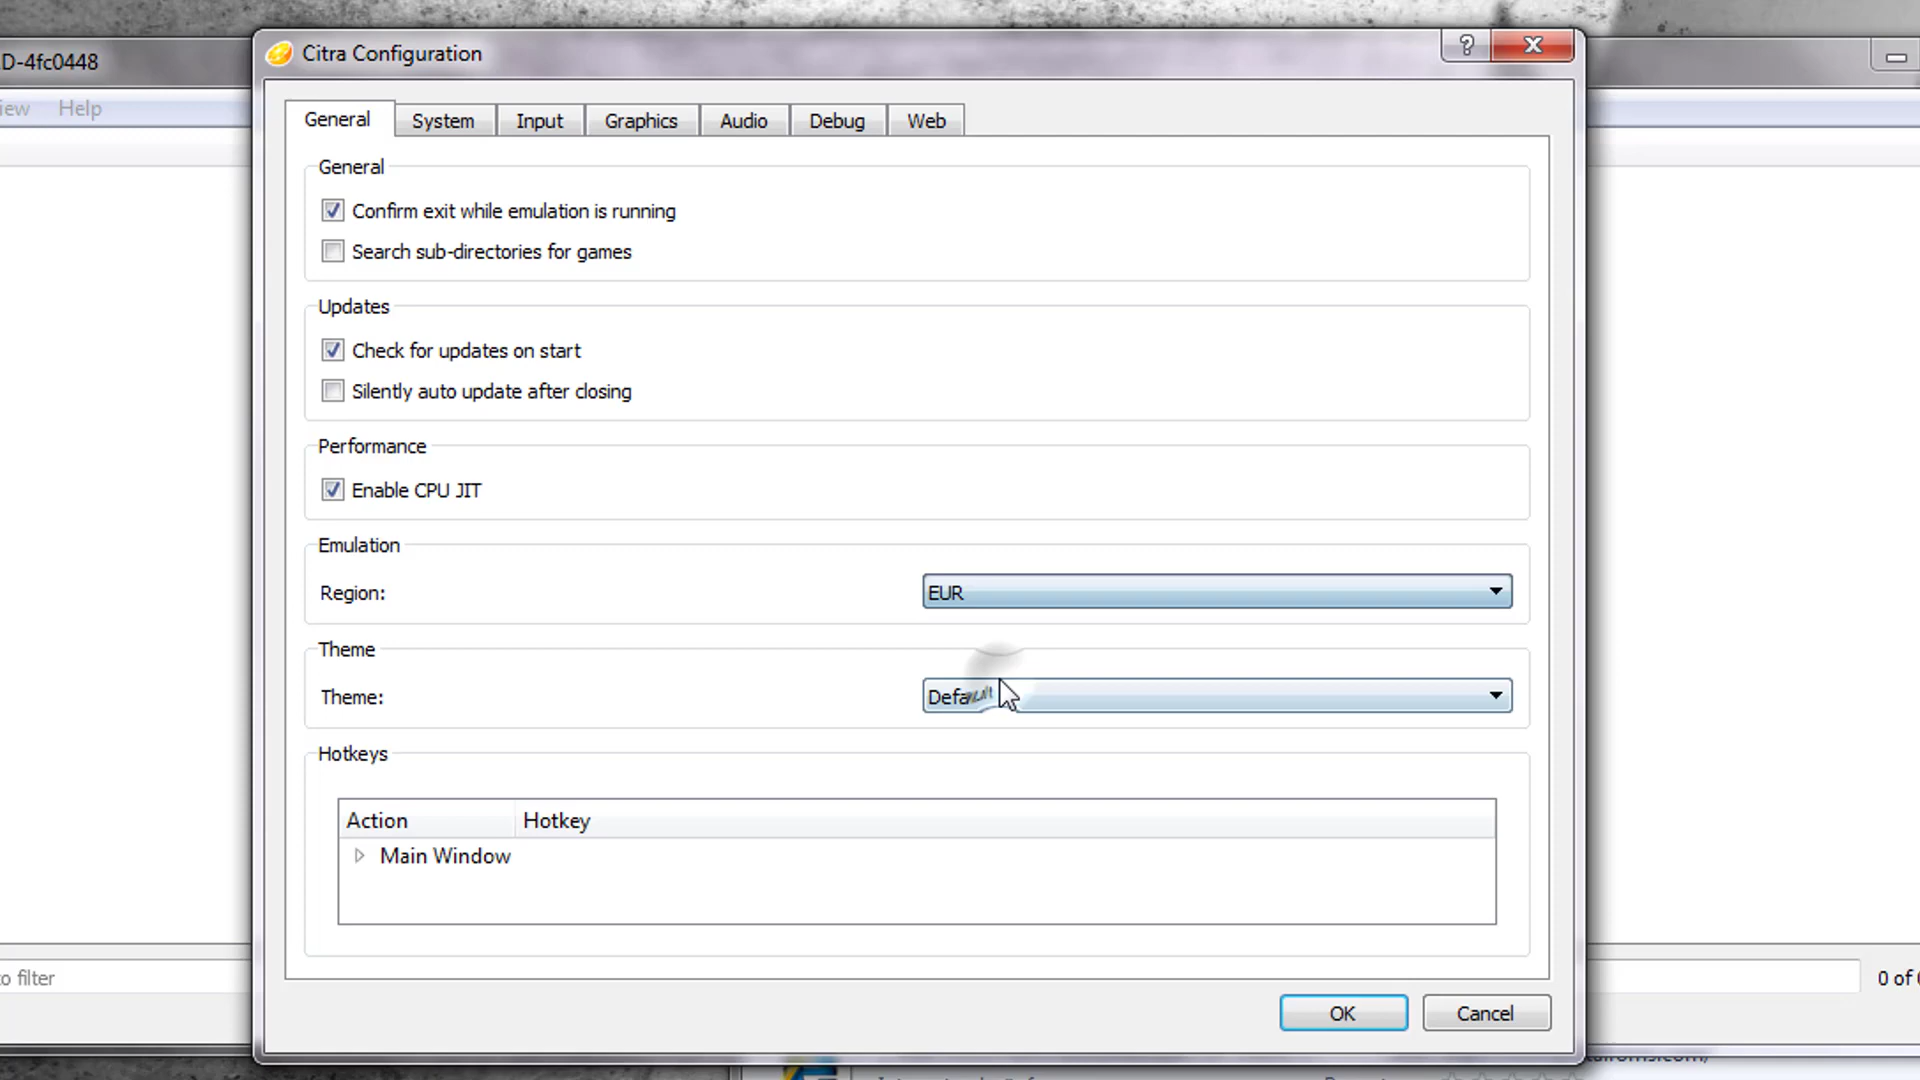 D-4fc0448
Citra Configuration
?
iew Help
General System Input Graphics Audio Debug Web
General
Confirm exit while emulation is running
Search sub-directories for games
Updates
Check for updates on start
Silently auto update after closing
Performance
Enable CPU JIT
Emulation
Region: EUR
Theme
Theme: Default
Hotkeys
Action Hotkey
Main Window
o filter
0 of
OK Cancel